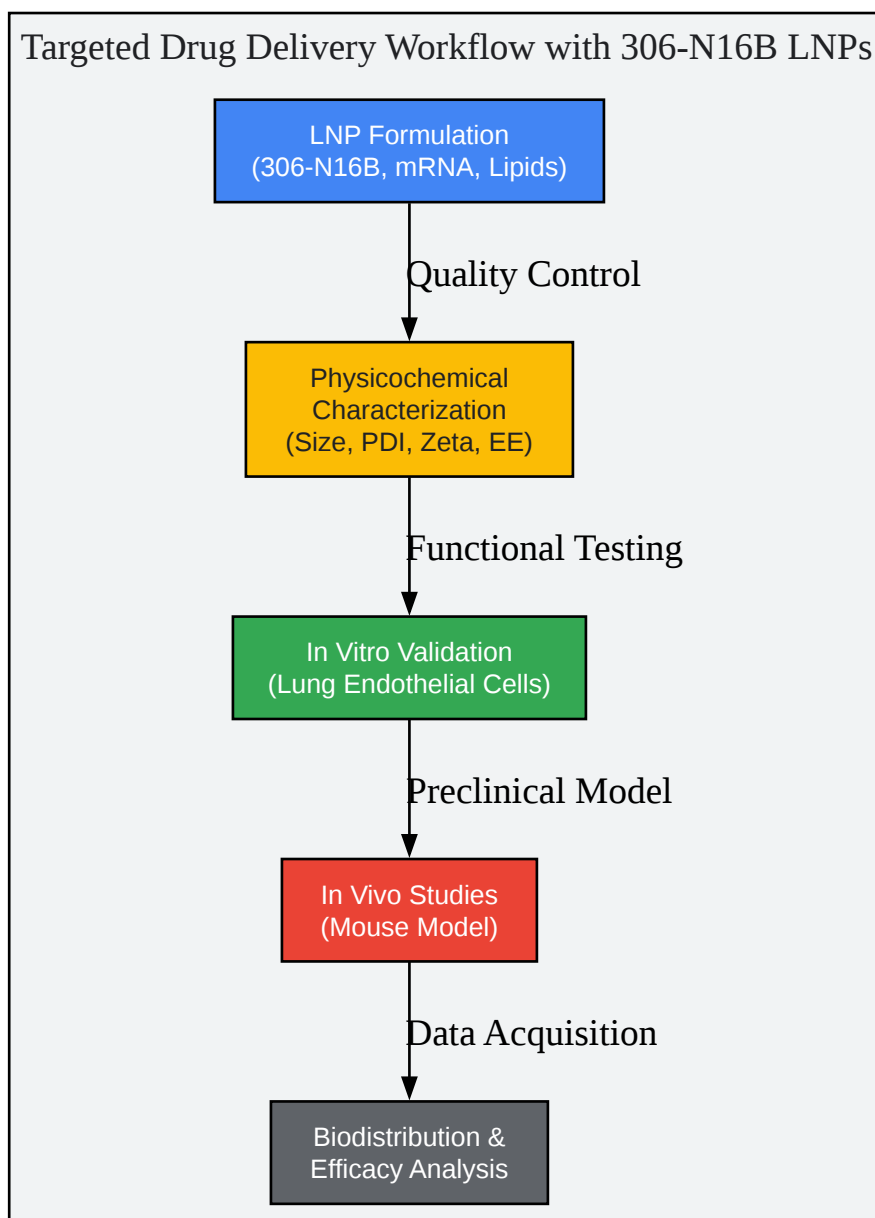 Targeted Drug Delivery Workflow with 306-N16B LNPs
LNP Formulation
(306-N16B, mRNA, Lipids)
Quality Control
Physicochemical
Characterization
(Size, PDI, Zeta, EE)
Functional Testing
In Vitro Validation
(Lung Endothelial Cells)
Preclinical Model
In Vivo Studies
(Mouse Model)
Data Acquisition
Biodistribution &
Efficacy Analysis